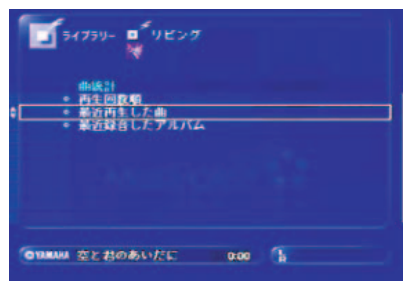 ライブラリー リビング
曲統計
再生回数順
最近再生した曲
最近録音したアルバム
YAMAHA 空と君のあいだに 0:00